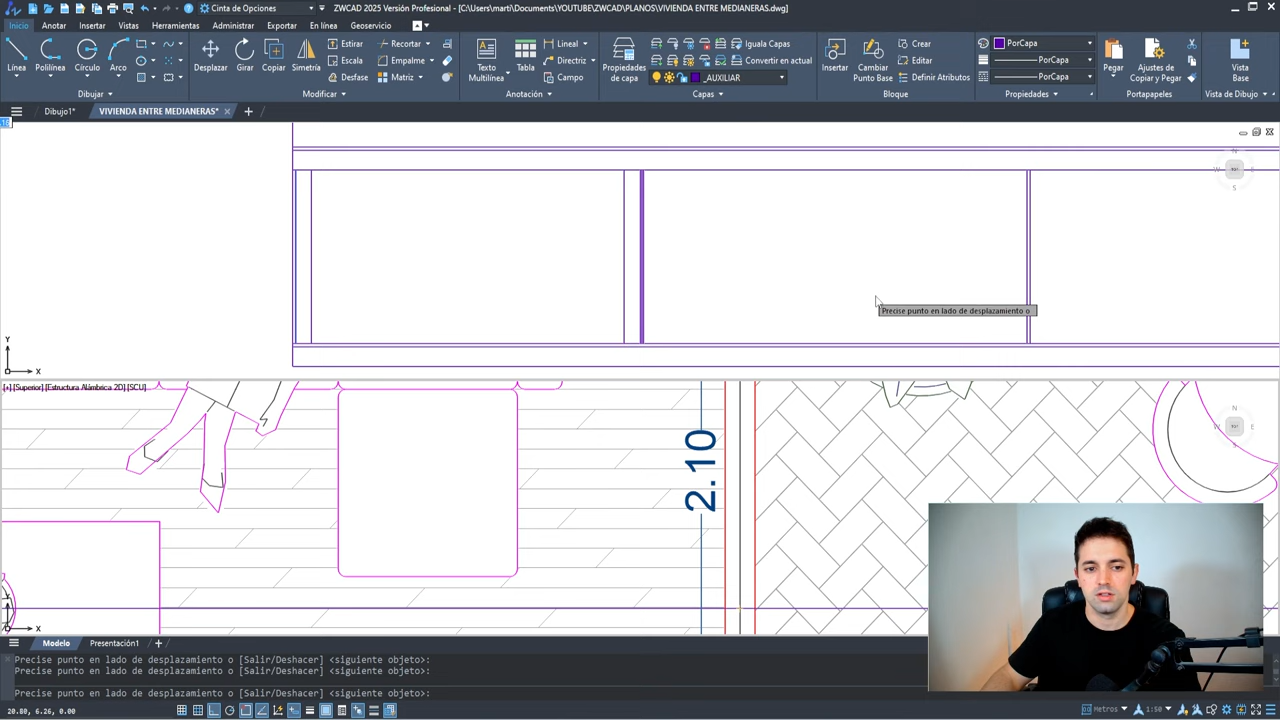 Cinta de Opciones
ZWCAD 2025 Versión Profesional - [C:\Users\marti\Documents\YOUTUBE\ZWCAD\PLANOS\VIVIENDA ENTRE MEDIANERAS.dwg]
Inicio Anotar Insertar Vistas Herramientas Administrar Exportar En línea Geoservicio
Línea Polilínea Círculo Arco
Dibujar
Desplazar Girar Copiar Simetría
Estirar Recortar
Escala Empalme
Desfase Matriz
Modificar
Texto Multilínea Tabla
Lineal
Directriz
Campo
Anotación
Propiedades de capa
Iguala Capas
Convertir en actual
_AUXILIAR
Capas
Insertar Cambiar Punto Base
Crear
Editar
Definir Atributos
Bloque
PorCapa
PorCapa
PorCapa
Propiedades
Pegar Ajustes de Copiar y Pegar
Portapapeles
Vista Base
Vista de Dibujo
Dibujo1* VIVIENDA ENTRE MEDIANERAS*
Precise punto en lado de desplazamiento o
Y
X
[+] [Superior] [Estructura Alámbrica 2D] [SCU]
2.10
X
Modelo Presentación1
Precise punto en lado de desplazamiento o [Salir/Deshacer] <siguiente objeto>:
Precise punto en lado de desplazamiento o [Salir/Deshacer] <siguiente objeto>:
Precise punto en lado de desplazamiento o [Salir/Deshacer] <siguiente objeto>:
20.80, 6.26, 0.00
Metros 1:50